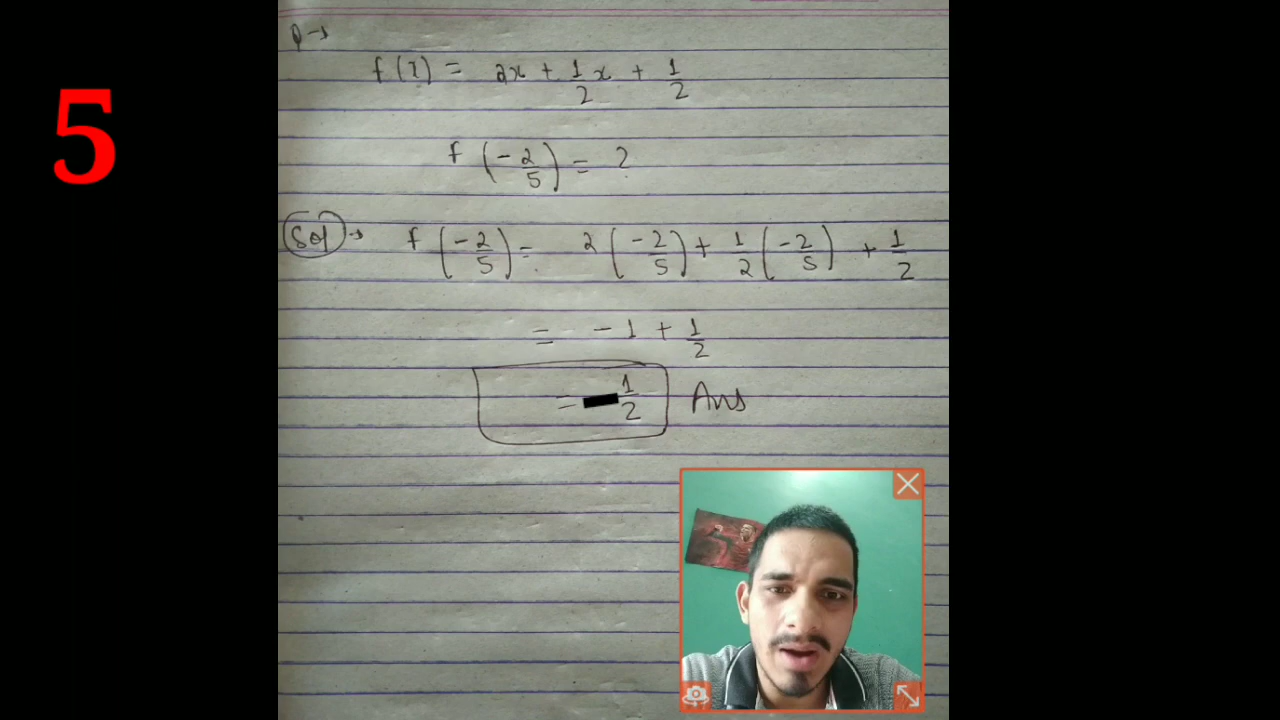 5
Q→
f(x) = 2x + 1/2 x + 1/2
f(-2/5) = ?
Sol → f(-2/5) = 2(-2/5) + 1/2(-2/5) + 1/2
= -1 + 1/2
= -1/2 Ans